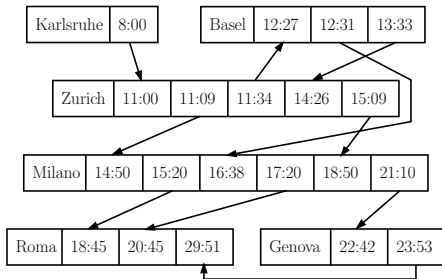 Karlsruhe 8:00 Basel 12:27 12:31 13:33
Zurich 11:00 11:09 11:34 14:26 15:09
Milano 14:50 15:20 16:38 17:20 18:50 21:10
Roma 18:45 20:45 29:51 Genova 22:42 23:53